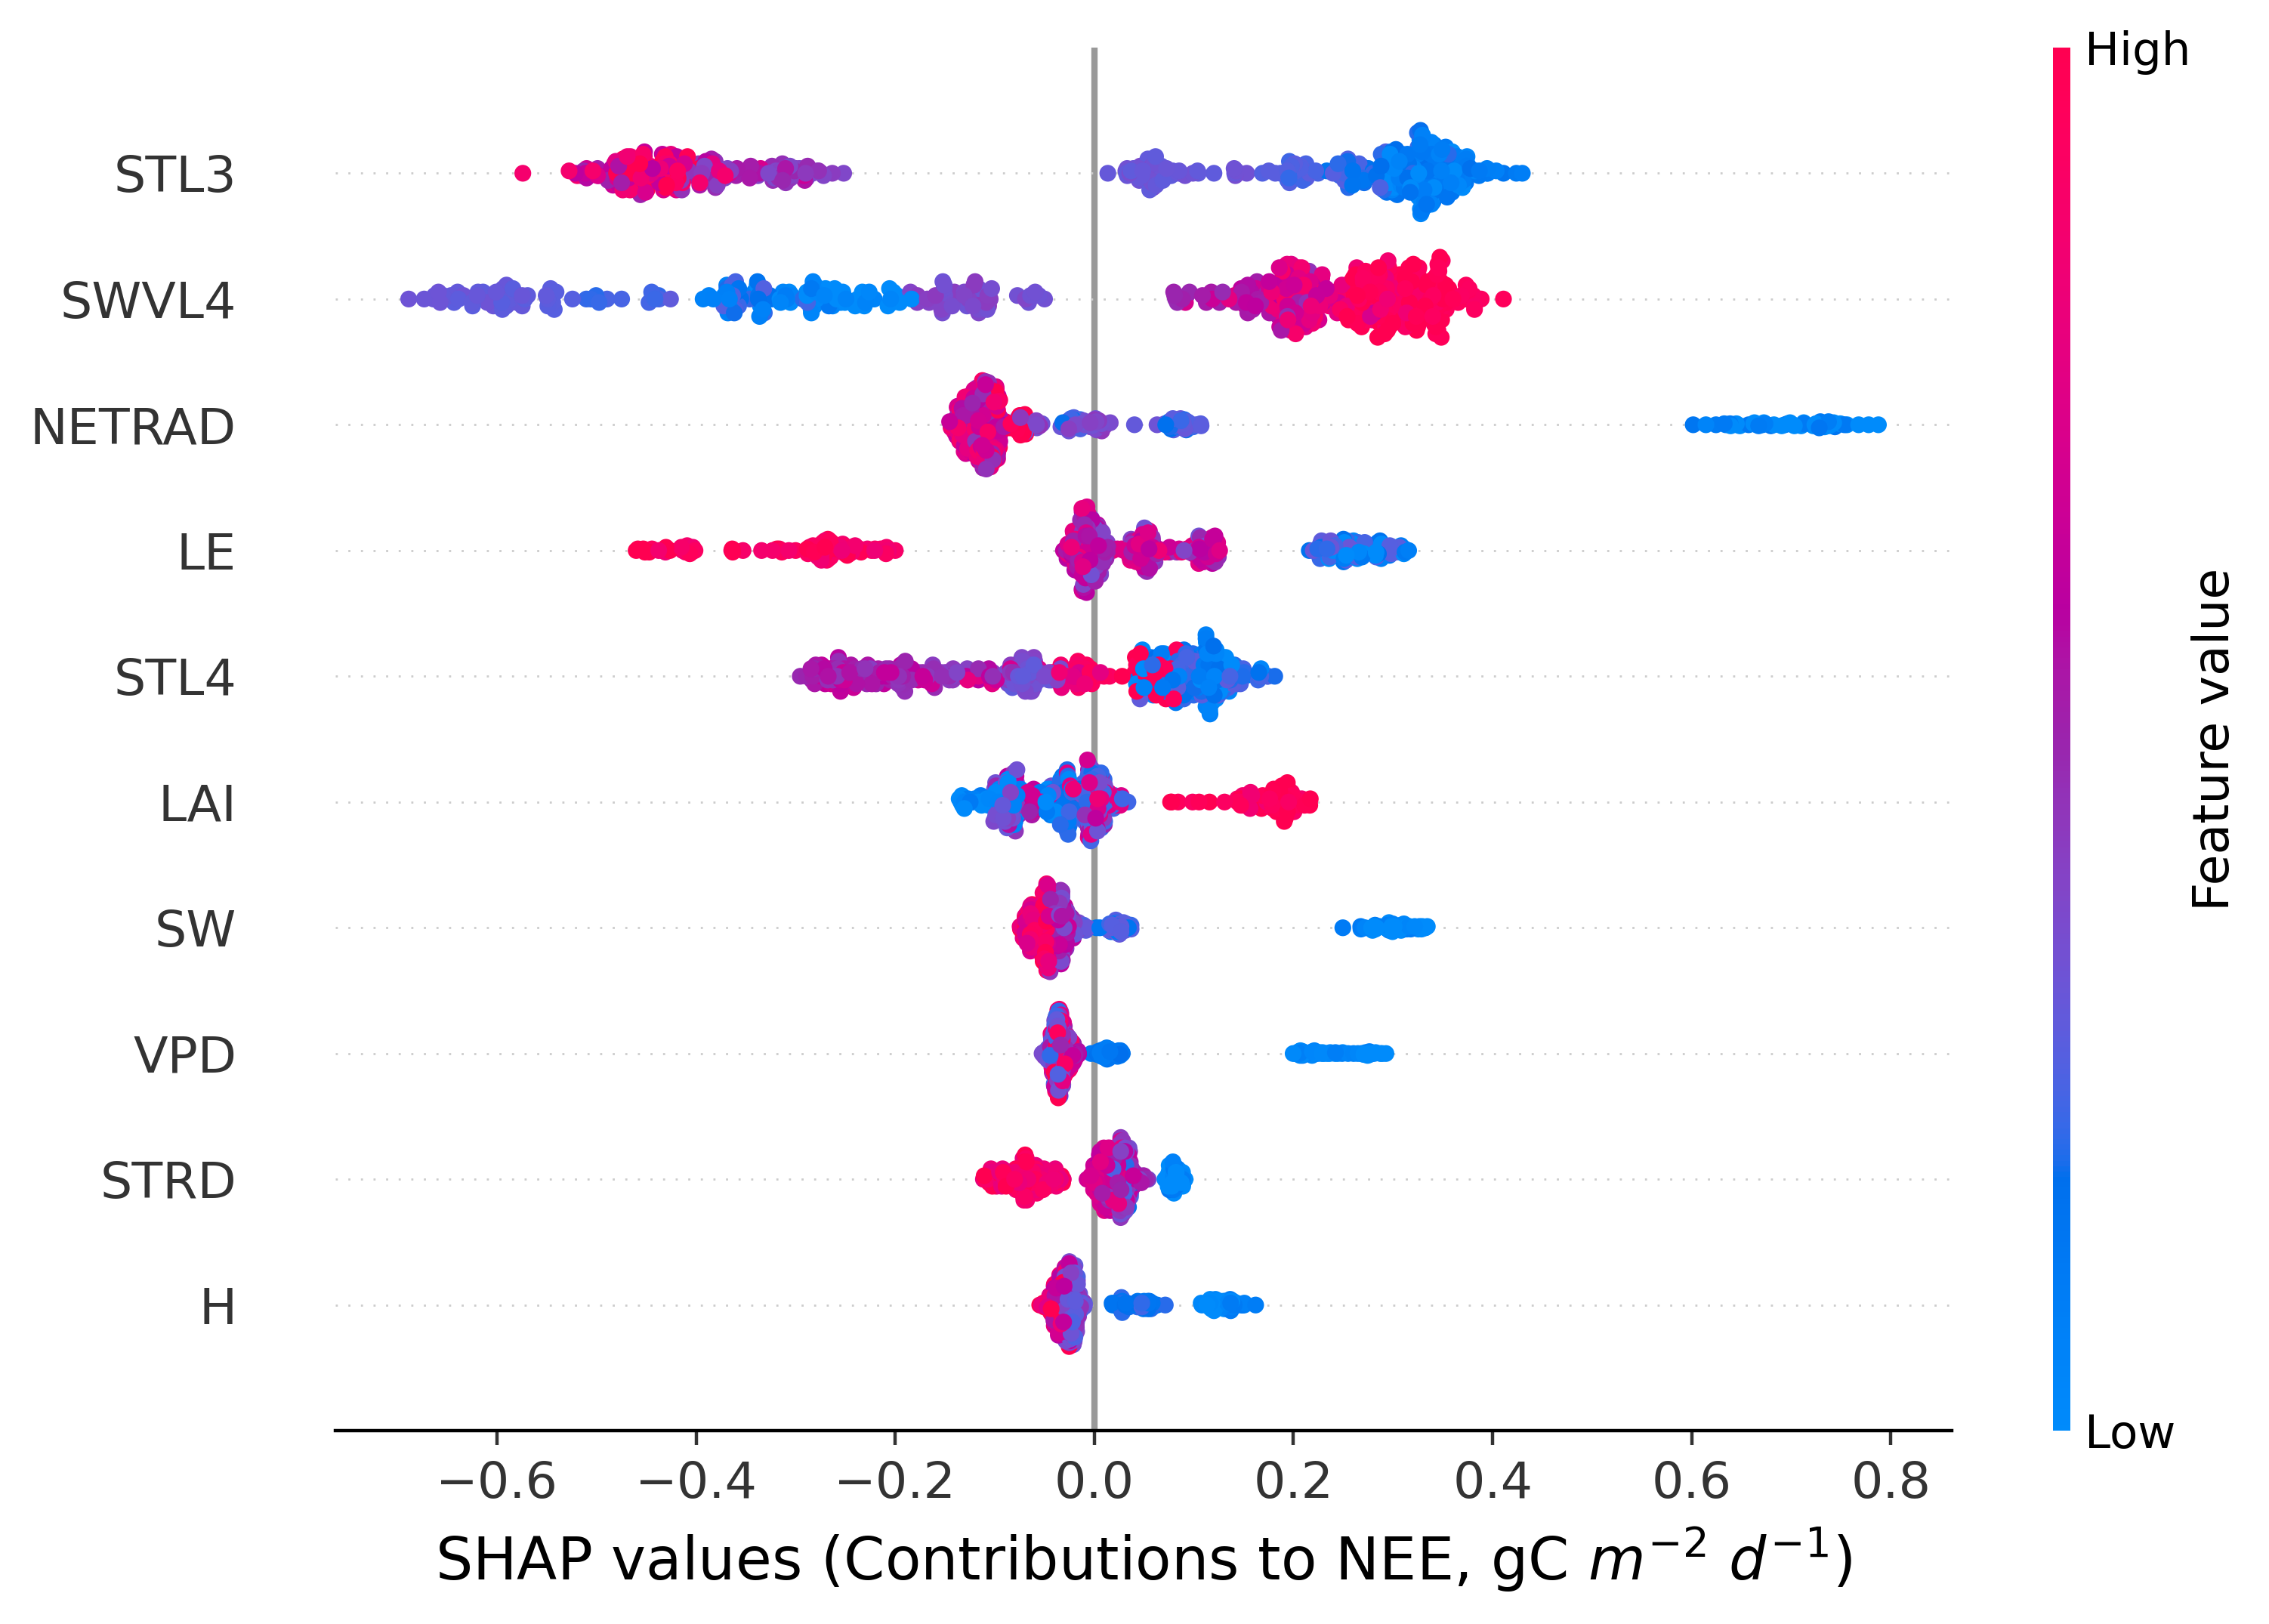 High
STL3
SWVL4
NETRAD
LE
STL4
LAI
SW
VPD
STRD
H
Feature value
Low
−0.6 −0.4 −0.2 0.0 0.2 0.4 0.6 0.8
SHAP values (Contributions to NEE, gC m⁻² d⁻¹)